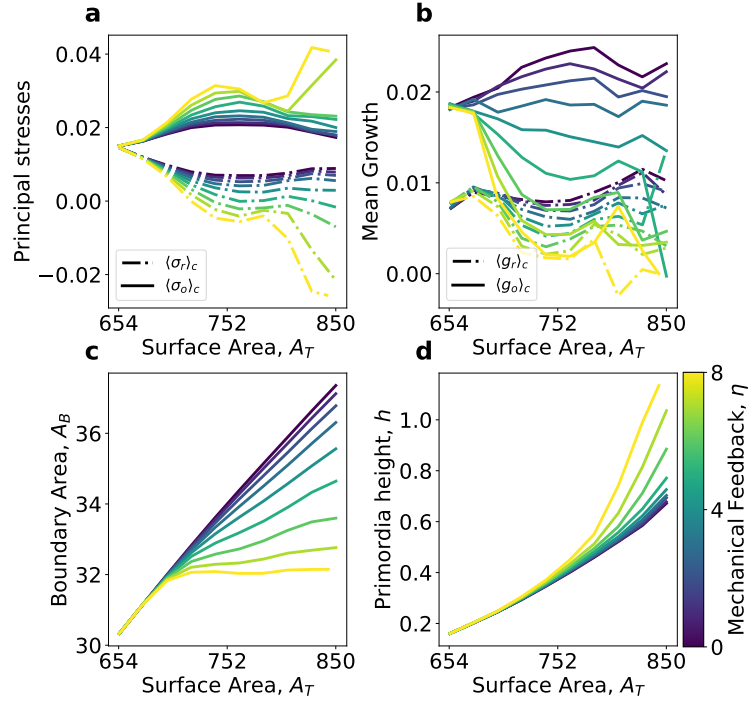 a
0.04
0.02
0.00
−0.02
Principal stresses
⟨σr⟩c
⟨σo⟩c
654
752
850
Surface Area, AT
b
0.02
0.01
0.00
Mean Growth
⟨gr⟩c
⟨go⟩c
654
752
850
Surface Area, AT
c
36
34
32
30
Boundary Area, AB
654
752
850
Surface Area, AT
d
1.0
0.8
0.6
0.4
0.2
Primordia height, h
654
752
850
Surface Area, AT
8
4
0
Mechanical Feedback, η